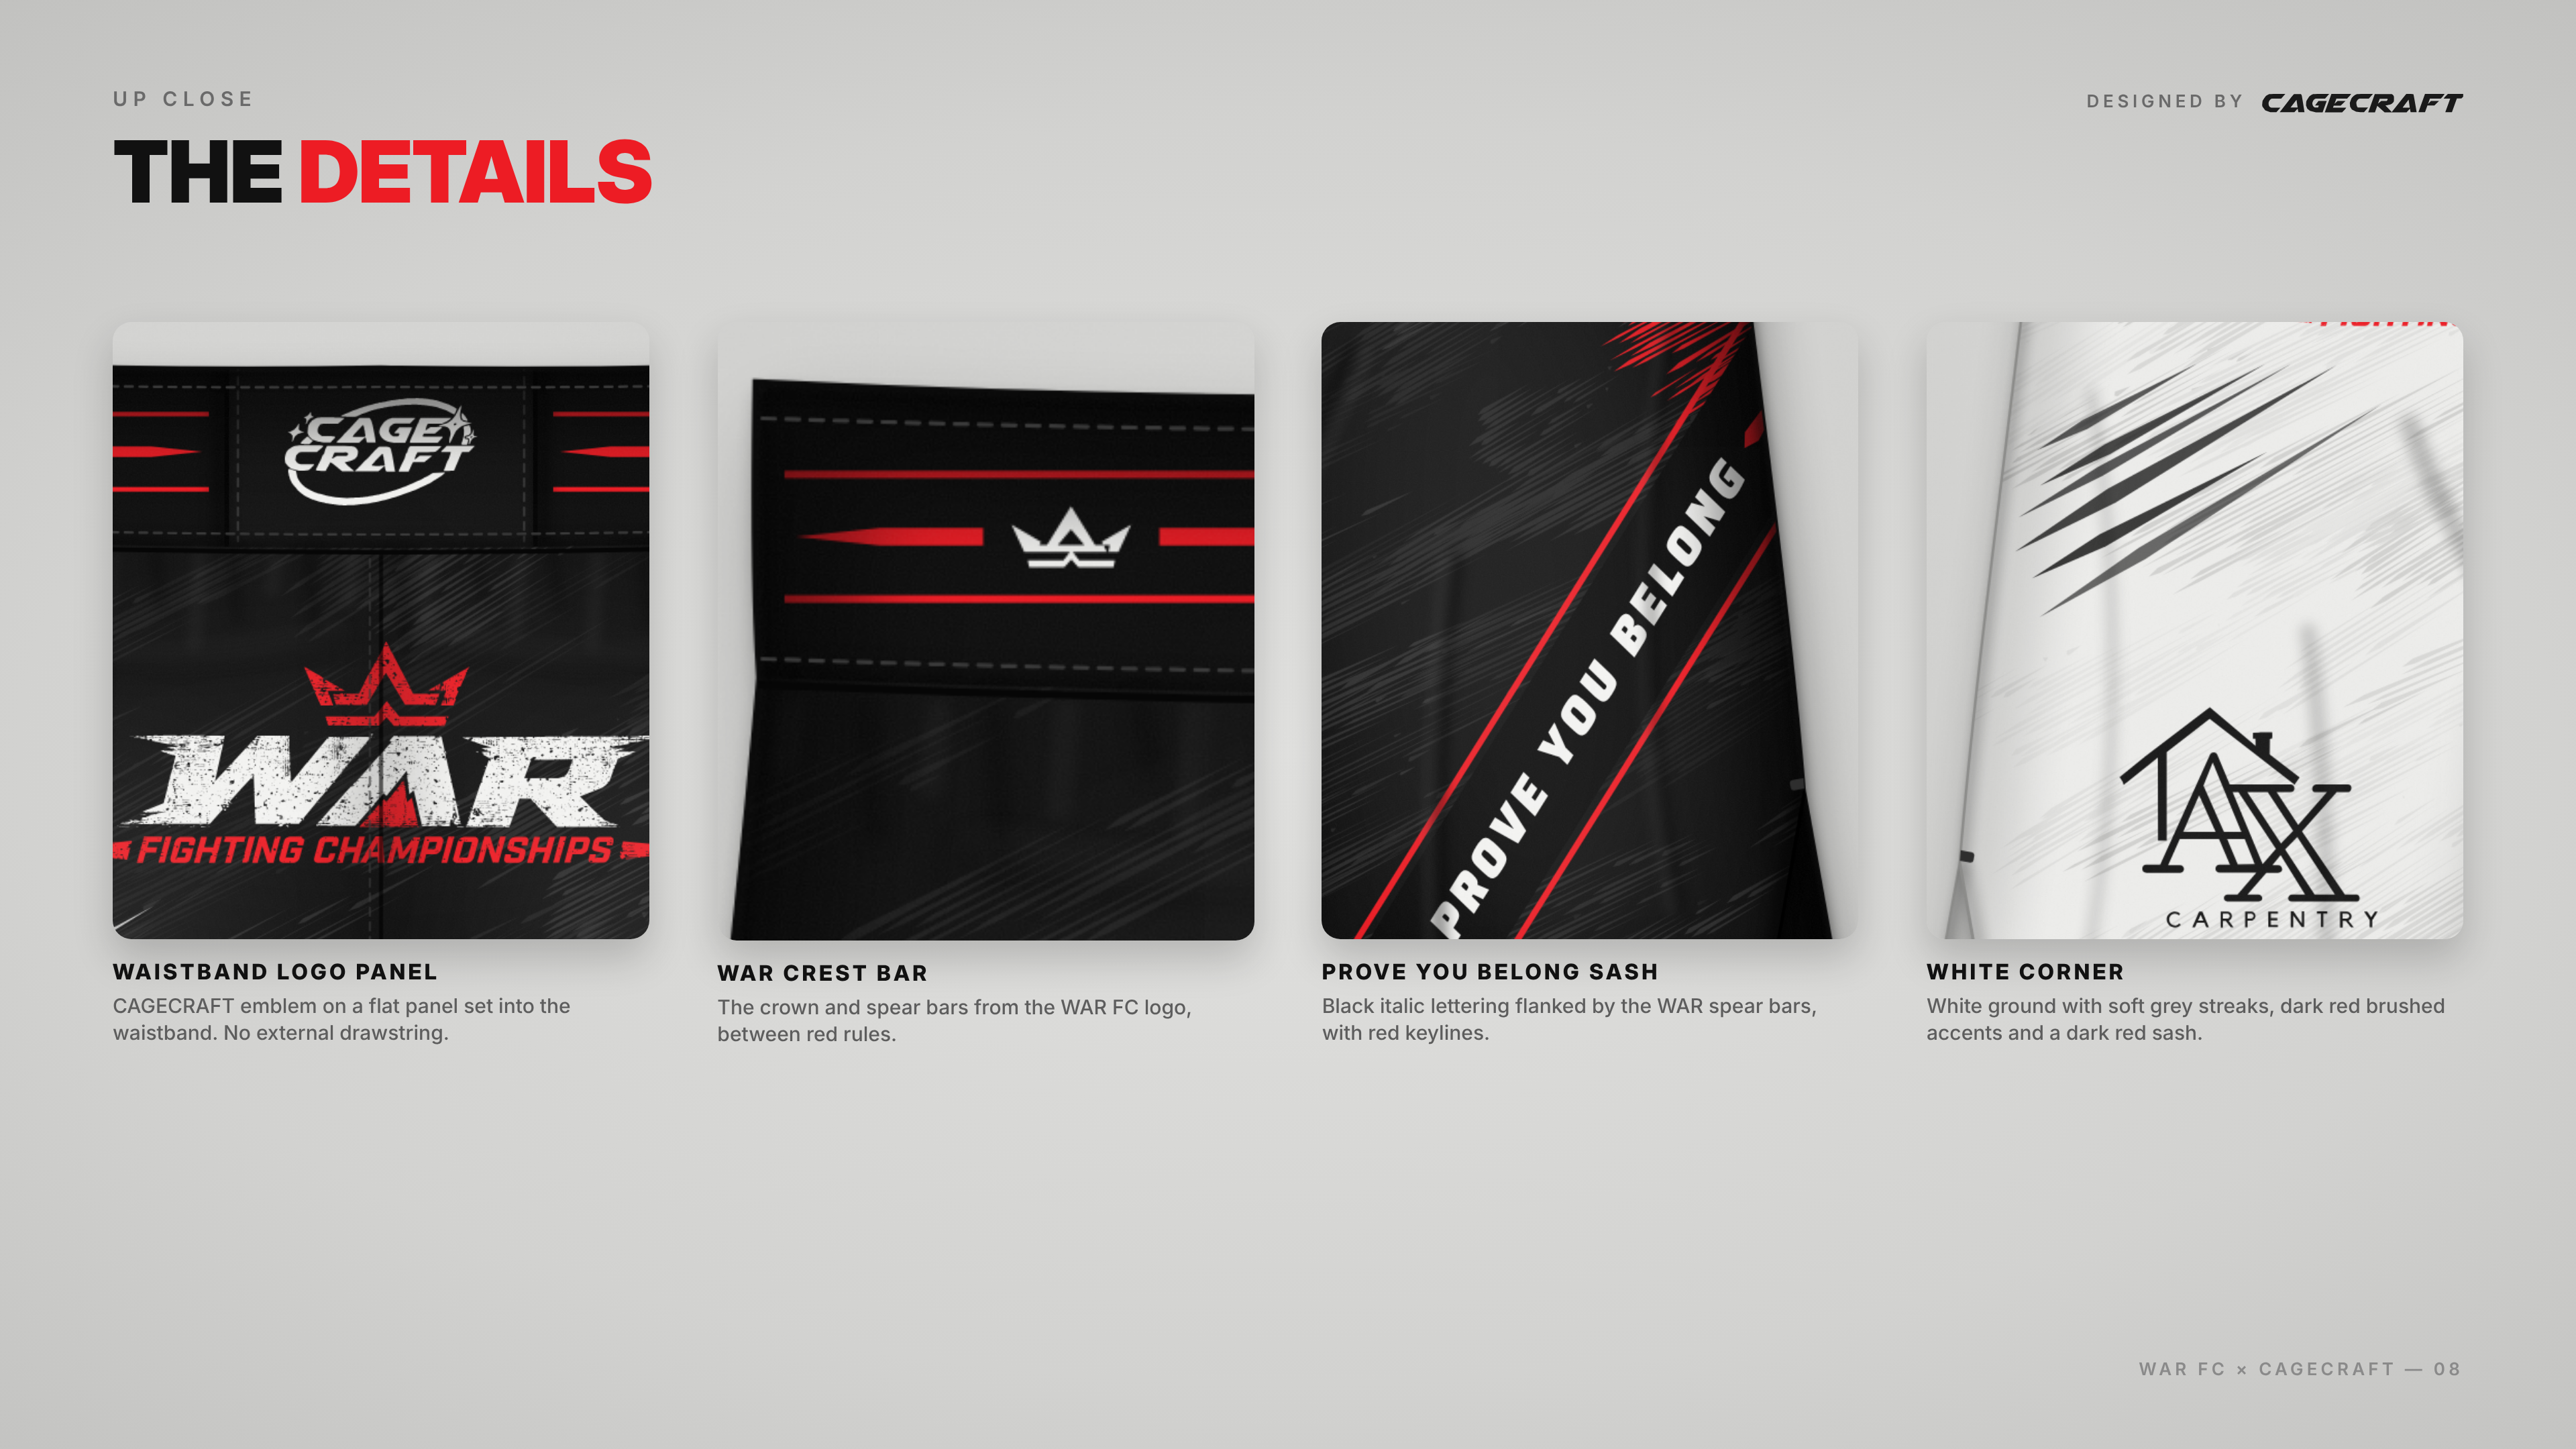 UP CLOSE
THE DETAILS
DESIGNED BY CAGECRAFT
CAGE
CRAFT
WAR
FIGHTING CHAMPIONSHIPS
WAISTBAND LOGO PANEL
CAGECRAFT emblem on a flat panel set into the
waistband. No external drawstring.
WAR CREST BAR
The crown and spear bars from the WAR FC logo,
between red rules.
PROVE YOU BELONG
PROVE YOU BELONG SASH
Black italic lettering flanked by the WAR spear bars,
with red keylines.
AX
CARPENTRY
WHITE CORNER
White ground with soft grey streaks, dark red brushed
accents and a dark red sash.
WAR FC × CAGECRAFT — 08